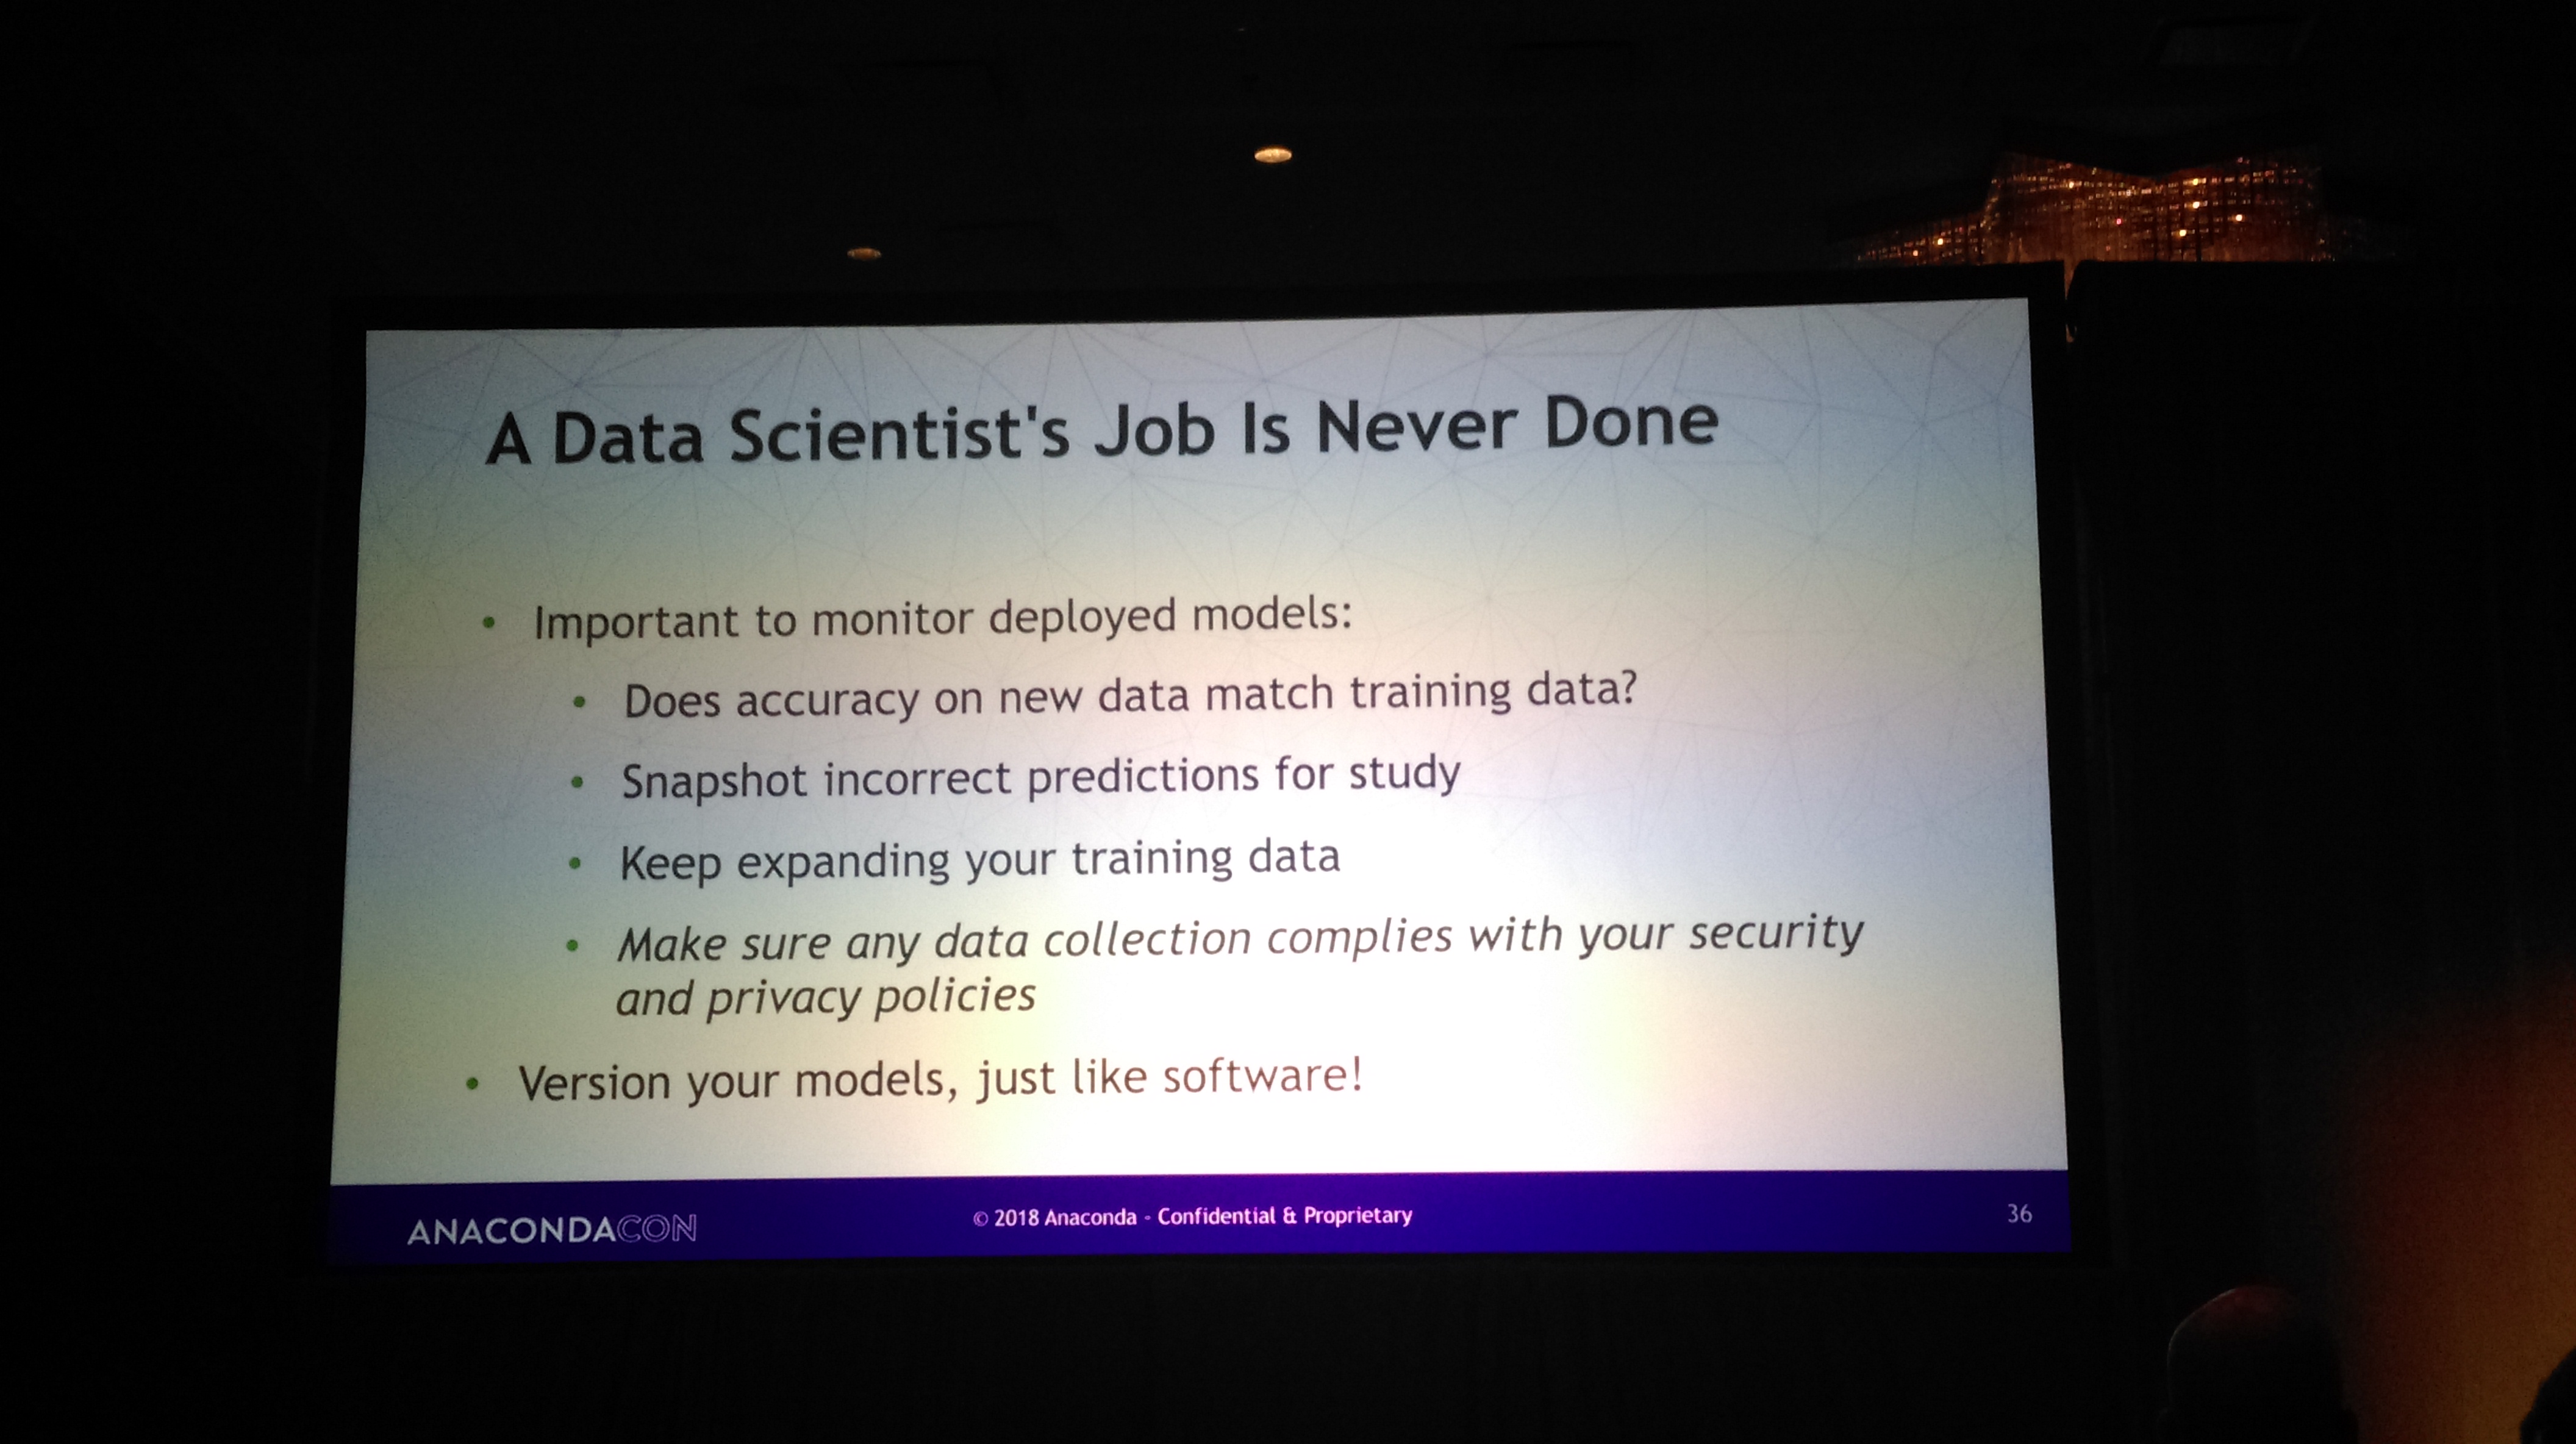 A Data Scientist's Job Is Never Done
• Important to monitor deployed models:
• Does accuracy on new data match training data?
• Snapshot incorrect predictions for study
• Keep expanding your training data
• Make sure any data collection complies with your security
and privacy policies
• Version your models, just like software!
ANACONDACON
© 2018 Anaconda - Confidential & Proprietary
36